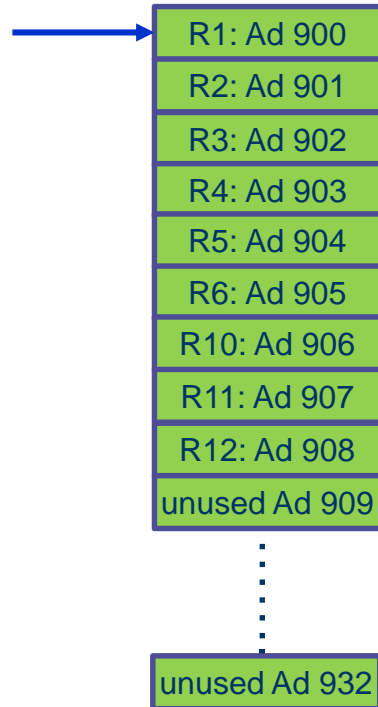 R1: Ad 900
R2: Ad 901
R3: Ad 902
R4: Ad 903
R5: Ad 904
R6: Ad 905
R10: Ad 906
R11: Ad 907
R12: Ad 908
unused Ad 909
unused Ad 932